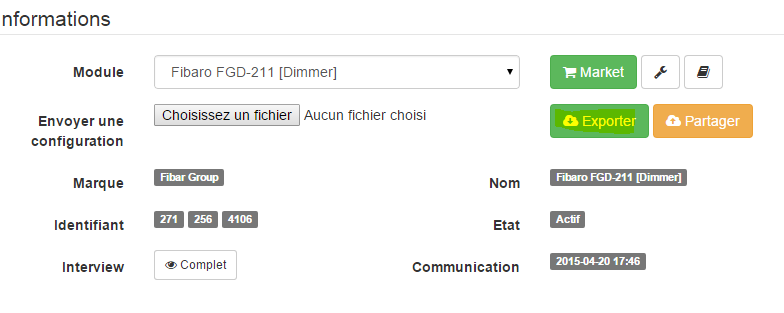 nformations
Module Fibaro FGD-211 [Dimmer] Market
Envoyer une configuration Choisissez un fichier Aucun fichier choisi Exporter Partager
Marque Fibar Group Nom Fibaro FGD-211 [Dimmer]
Identifiant 271 256 4106 Etat Actif
Interview Complet Communication 2015-04-20 17:46